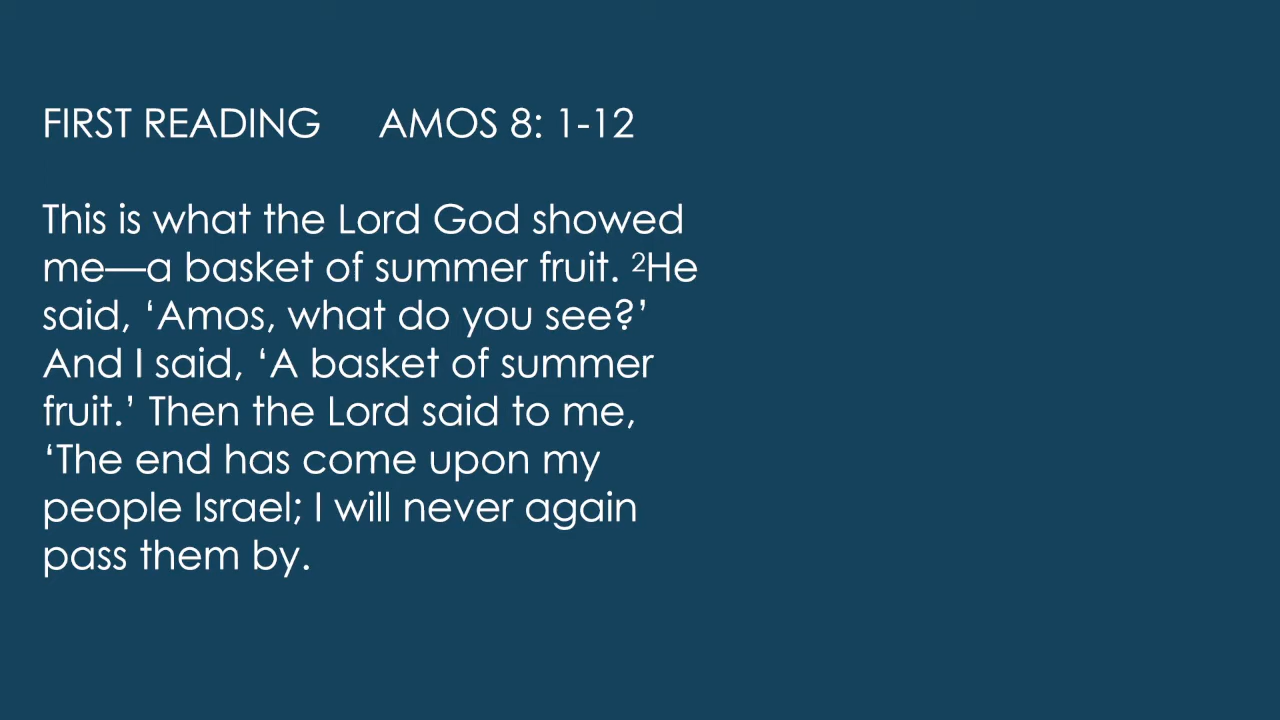 FIRST READING AMOS 8: 1-12
This is what the Lord God showed
me—a basket of summer fruit. ²He
said, ‘Amos, what do you see?’
And I said, ‘A basket of summer
fruit.’ Then the Lord said to me,
‘The end has come upon my
people Israel; I will never again
pass them by.